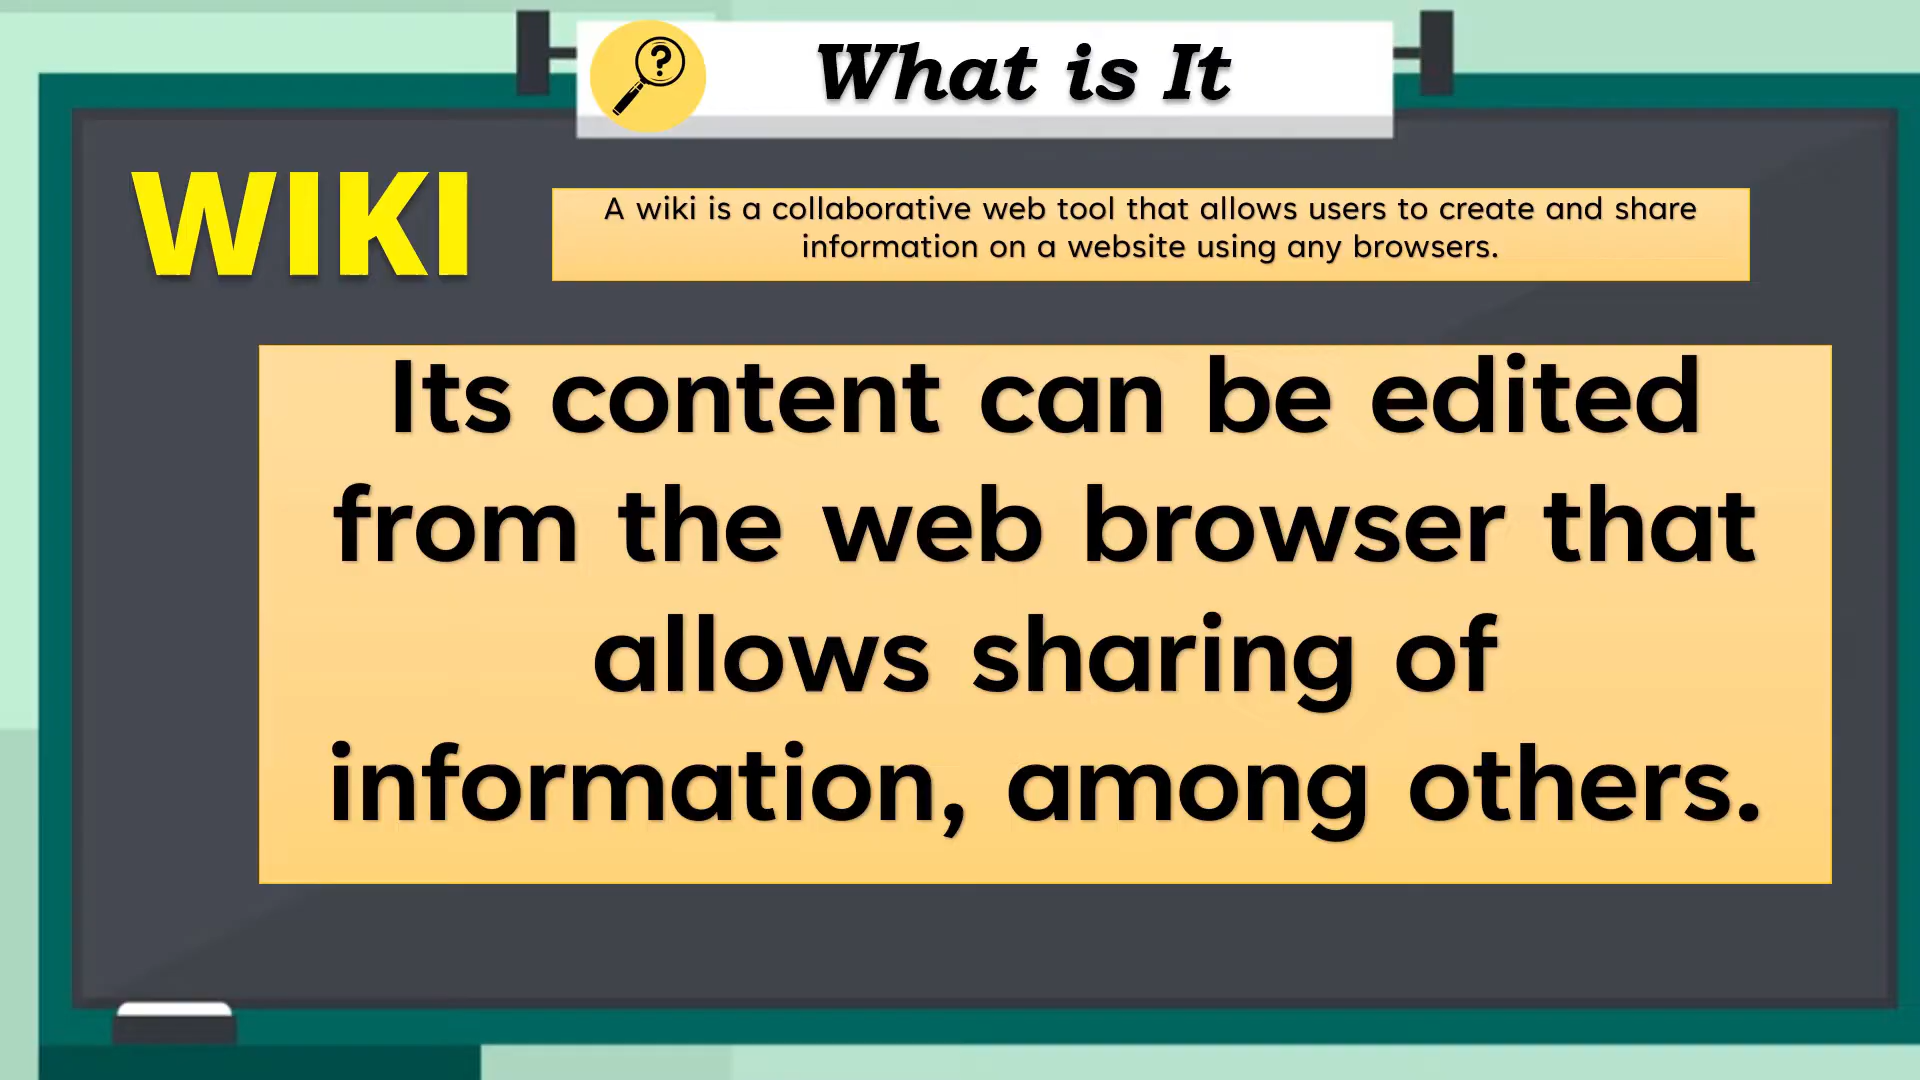 What is It
WIKI
A wiki is a collaborative web tool that allows users to create and share
information on a website using any browsers.
Its content can be edited
from the web browser that
allows sharing of
information, among others.